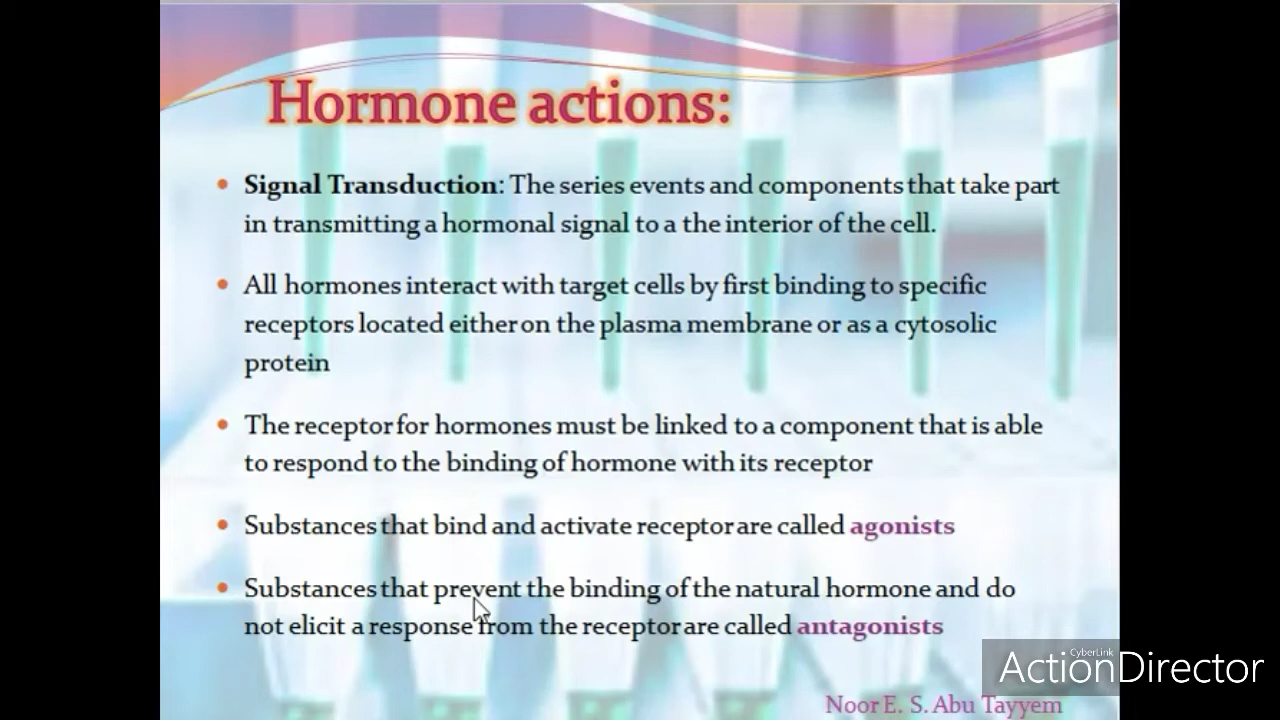 Hormone actions:
• Signal Transduction: The series events and components that take part
in transmitting a hormonal signal to a the interior of the cell.
• All hormones interact with target cells by first binding to specific
receptors located either on the plasma membrane or as a cytosolic
protein
• The receptor for hormones must be linked to a component that is able
to respond to the binding of hormone with its receptor
• Substances that bind and activate receptor are called agonists
• Substances that prevent the binding of the natural hormone and do
not elicit a response from the receptor are called antagonists
CyberLink
ActionDirector
Noor E. S. Abu Tayyem